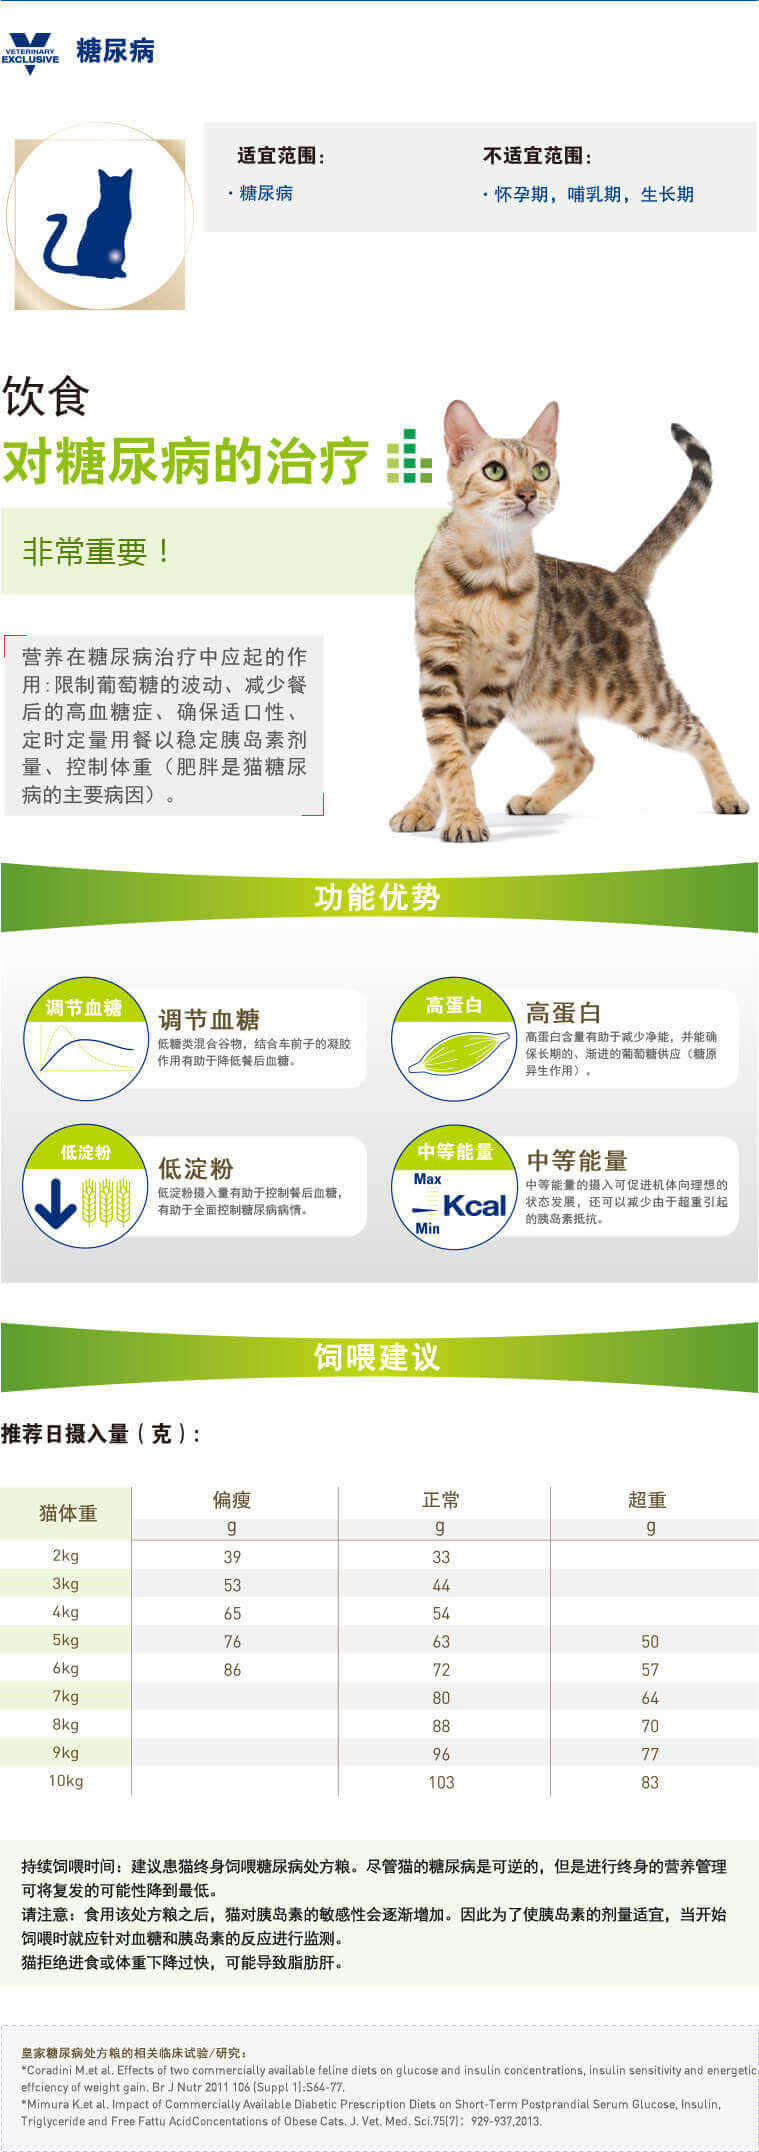 VETERINARY
EXCLUSIVE
糖尿病
适宜范围：
·糖尿病
不适宜范围：
·怀孕期，哺乳期，生长期
饮食
对糖尿病的治疗
非常重要！
营养在糖尿病治疗中应起的作
用：限制葡萄糖的波动、减少餐
后的高血糖症、确保适口性、
定时定量用餐以稳定胰岛素剂
量、控制体重（肥胖是猫糖尿
病的主要病因）。
功能优势
调节血糖
调节血糖
低糖类混合谷物，结合车前子的凝胶
作用有助于降低餐后血糖。
高蛋白
高蛋白
高蛋白含量有助于减少净能，并能确
保长期的、渐进的葡萄糖供应（糖原
异生作用）。
低淀粉
低淀粉
低淀粉摄入量有助于控制餐后血糖，
有助于全面控制糖尿病病情。
中等能量
Max
Kcal
Min
中等能量
中等能量的摄入可促进机体向理想的
状态发展，还可以减少由于超重引起
的胰岛素抵抗。
饲喂建议
推荐日摄入量（克）：
猫体重 偏瘦 正常 超重
g g g
2kg 39 33
3kg 53 44
4kg 65 54
5kg 76 63 50
6kg 86 72 57
7kg 80 64
8kg 88 70
9kg 96 77
10kg 103 83
持续饲喂时间：建议患猫终身饲喂糖尿病处方粮。尽管猫的糖尿病是可逆的，但是进行终身的营养管理
可将复发的可能性降到最低。
请注意：食用该处方粮之后，猫对胰岛素的敏感性会逐渐增加。因此为了使胰岛素的剂量适宜，当开始
饲喂时就应针对血糖和胰岛素的反应进行监测。
猫拒绝进食或体重下降过快，可能导致脂肪肝。
皇家糖尿病处方粮的相关临床试验/研究：
*Coradini M.et al. Effects of two commercially available feline diets on glucose and insulin concentrations, insulin sensitivity and energetic
effciency of weight gain. Br J Nutr 2011 106 (Suppl 1):S64-77.
*Mimura K.et al. Impact of Commercially Available Diabetic Prescription Diets on Short-Term Postprandial Serum Glucose, Insulin,
Triglyceride and Free Fattu AcidConcentations of Obese Cats. J. Vet. Med. Sci.75(7)：929-937,2013.